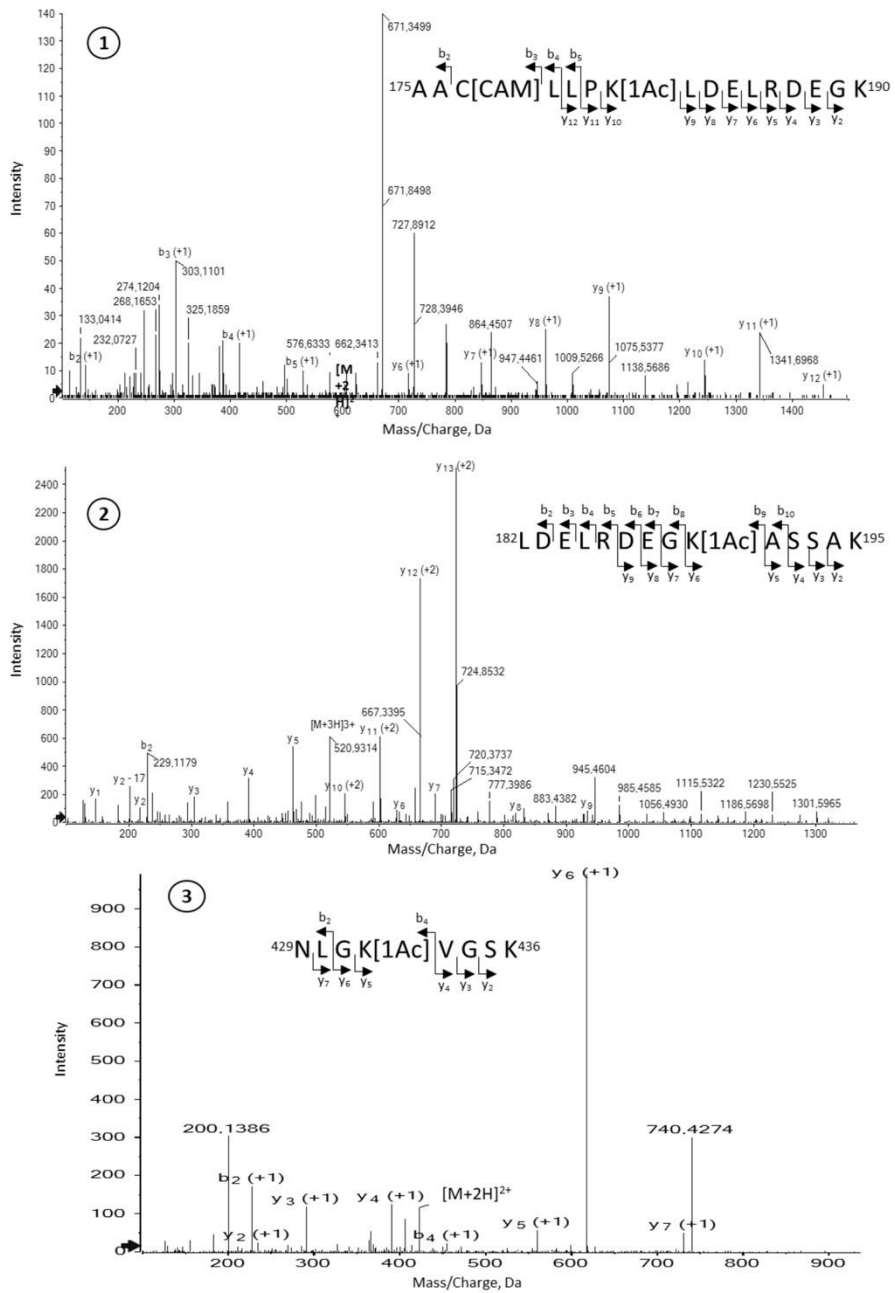 1
175 A A C[CAM] L L P K[1Ac] L D E L R D E G K190
b2 b3 b4 b5
y12 y11 y10 y9 y8 y7 y6 y5 y4 y3 y2
Intensity
140
130
120
110
100
90
80
70
60
50
40
30
20
10
0
671,3499
671,8498
727,8912
b3 (+1)
303,1101
274,1204
268,1653
325,1859
133,0414
232,0727
b2 (+1)
b4 (+1)
b5 (+1)
576,6333
662,3413
[M
+2
H]2
+
728,3946
y6 (+1)
y7 (+1)
864,4507
y8 (+1)
947,4461
1009,5266
y9 (+1)
1075,5377
1138,5686
y10 (+1)
y11 (+1)
1341,6968
y12 (+1)
200 300 400 500 600 700 800 900 1000 1100 1200 1300 1400
Mass/Charge, Da
2
182L D E L R D E G K[1Ac] A S S A K195
b2 b3 b4 b5 b6 b7 b8 b9 b10
y9 y8 y7 y6 y5 y4 y3 y2
Intensity
2400
2200
2000
1800
1600
1400
1200
1000
800
600
400
200
0
y13 (+2)
y12 (+2)
724,8532
667,3395
[M+3H]3+
y11 (+2)
520,9314
y5
b2
229,1179
y4
y2 - 17
y3
y1
y2
y10 (+2)
y6
y7
720,3737
715,3472
777,3986
y8
883,4382
y9
945,4604
985,4585
1056,4930
1115,5322
1186,5698
1230,5525
1301,5965
100 200 300 400 500 600 700 800 900 1000 1100 1200 1300
Mass/Charge, Da
3
429N L G K[1Ac] V G S K436
b2 b4
y7 y6 y5 y4 y3 y2
Intensity
900
800
700
600
500
400
300
200
100
0
y6 (+1)
200,1386
740,4274
b2 (+1)
y3 (+1)
y4 (+1)
[M+2H]2+
y2 (+1)
b4 (+1)
y5 (+1)
y7 (+1)
200 300 400 500 600 700 800 900
Mass/Charge, Da